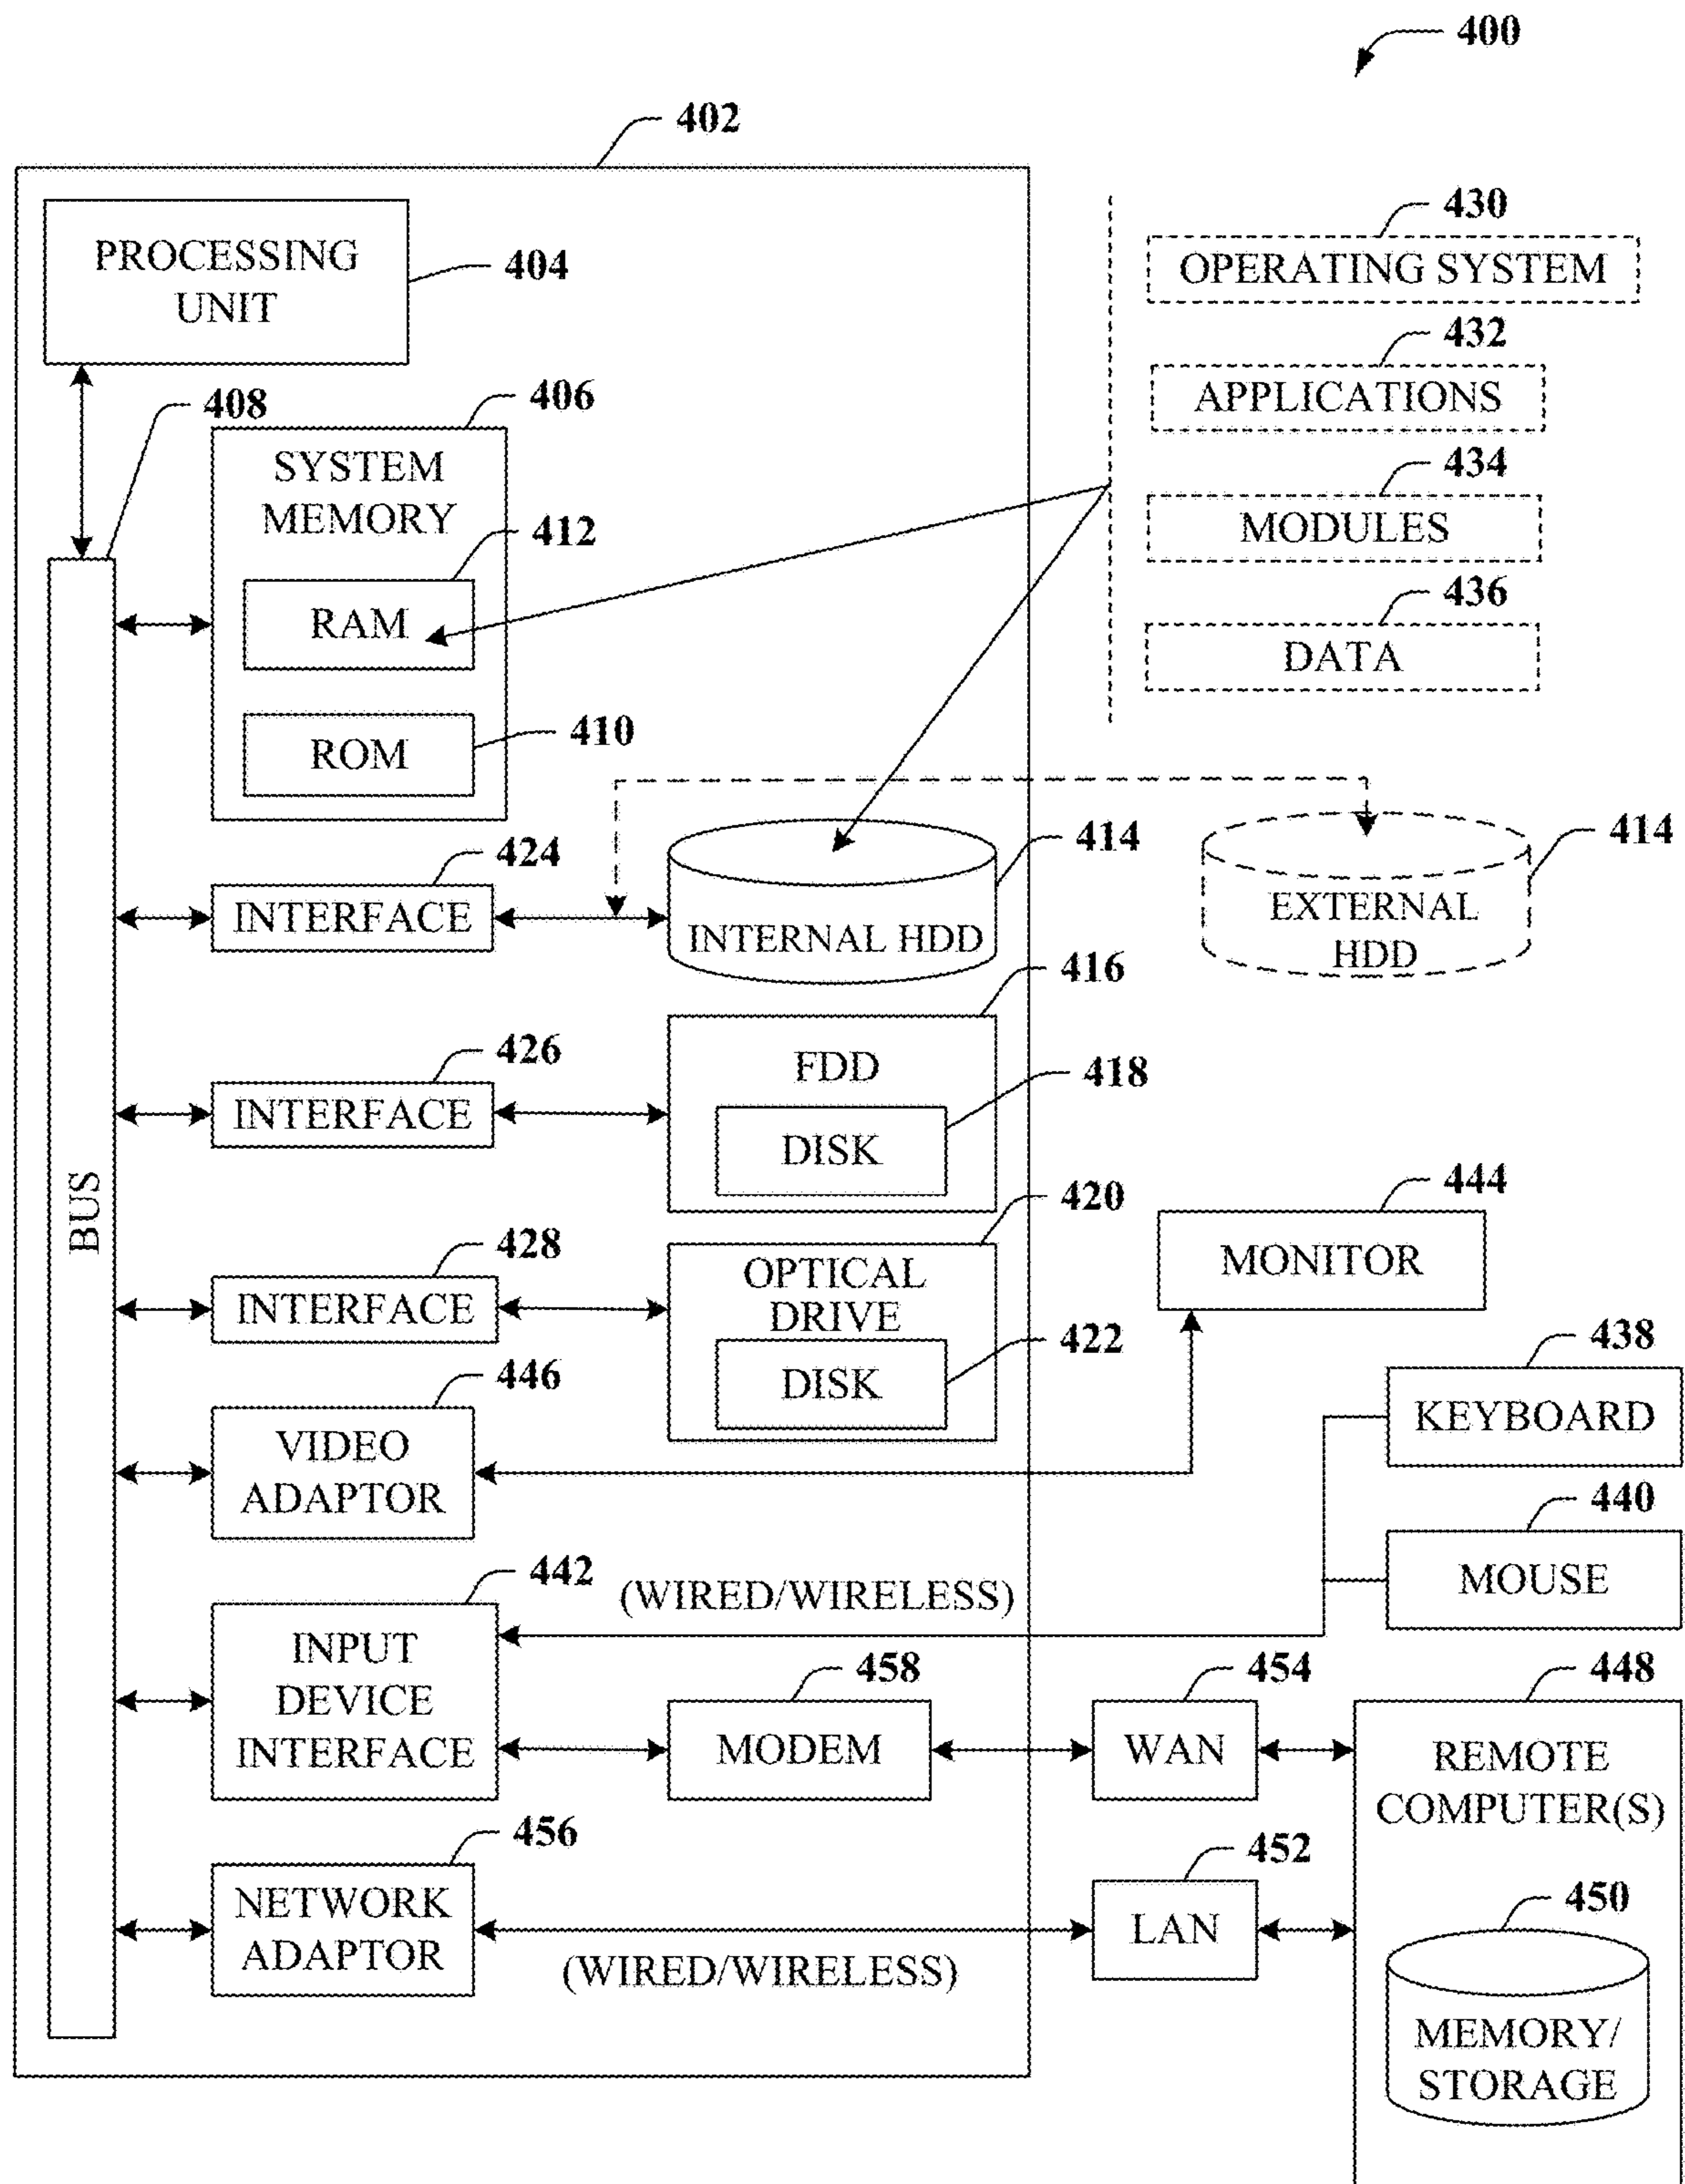 400
402
PROCESSING
UNIT
404
430
OPERATING SYSTEM
432
APPLICATIONS
434
MODULES
436
DATA
408
406
SYSTEM
MEMORY
412
RAM
410
ROM
BUS
424
INTERFACE
414
INTERNAL HDD
414
EXTERNAL
HDD
426
INTERFACE
416
FDD
418
DISK
428
INTERFACE
420
OPTICAL
DRIVE
422
DISK
444
MONITOR
446
VIDEO
ADAPTOR
438
KEYBOARD
440
MOUSE
442
(WIRED/WIRELESS)
INPUT
DEVICE
INTERFACE
458
MODEM
454
WAN
448
REMOTE
COMPUTER(S)
456
NETWORK
ADAPTOR
(WIRED/WIRELESS)
452
LAN
450
MEMORY/
STORAGE